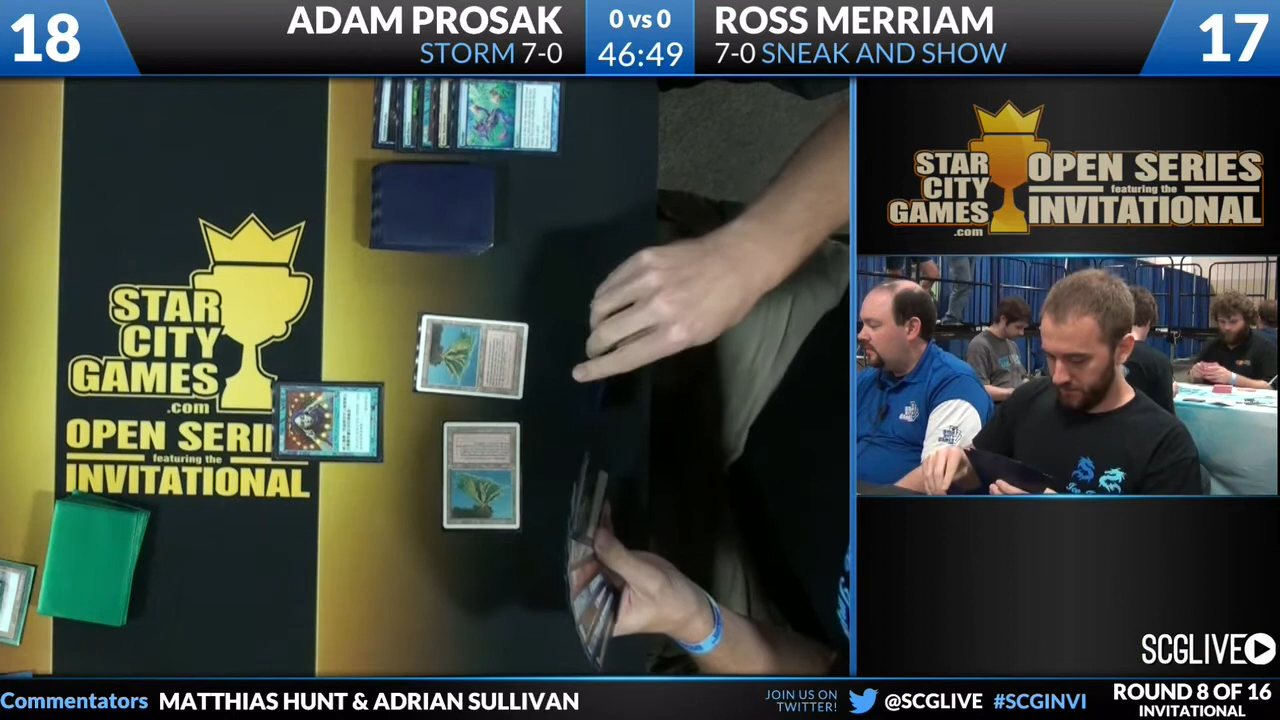 18
ADAM PROSAK
STORM 7-0
0 vs 0
46:49
ROSS MERRIAM
7-0 SNEAK AND SHOW
17
STAR
CITY
GAMES
.com
OPEN SERIES
featuring the
INVITATIONAL
STAR
CITY
GAMES
.com
OPEN SERI
featuring the
INVITATIONAL
SCGLIVE
Commentators MATTHIAS HUNT & ADRIAN SULLIVAN
JOIN US ON
TWITTER!
@SCGLIVE #SCGINVI
ROUND 8 OF 16
INVITATIONAL